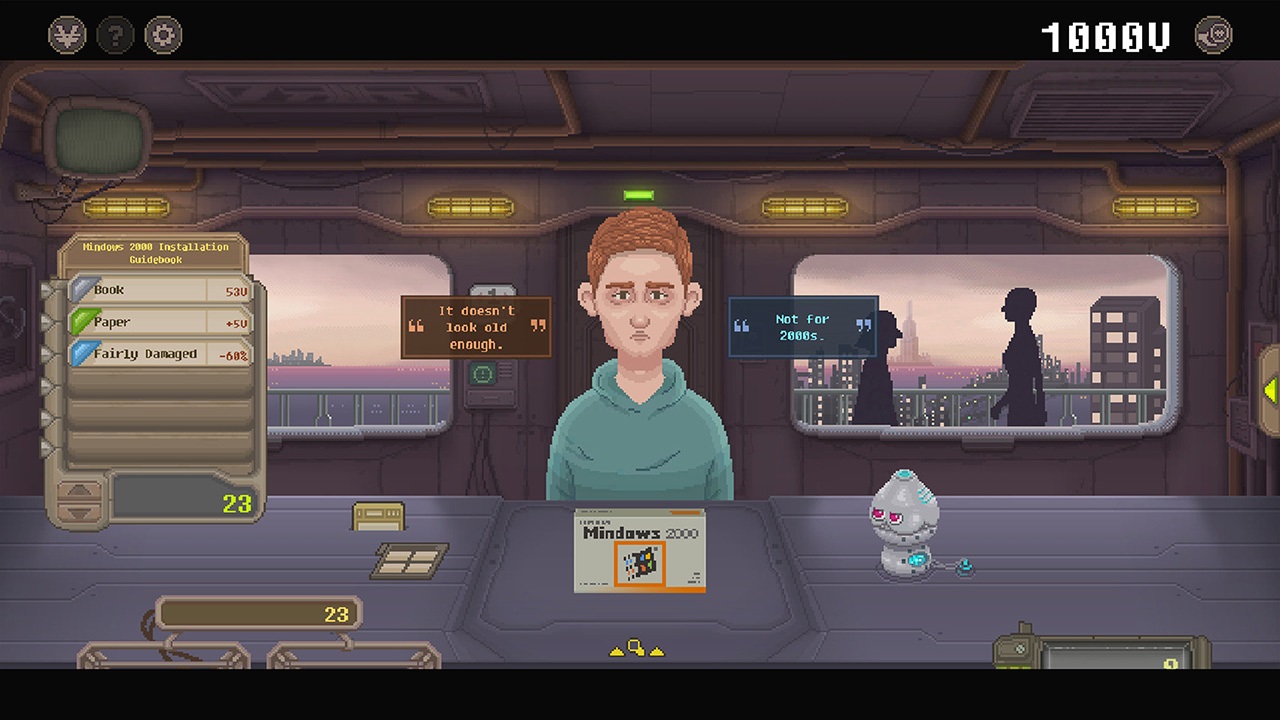 1000V
Mindows 2000 Installation
Guidebook
Book 53V
Paper +5V
Fairly Damaged -60%
23
“ It doesn't
look old
enough. ”
“ Not for
2000s. ”
Mindows 2000
23